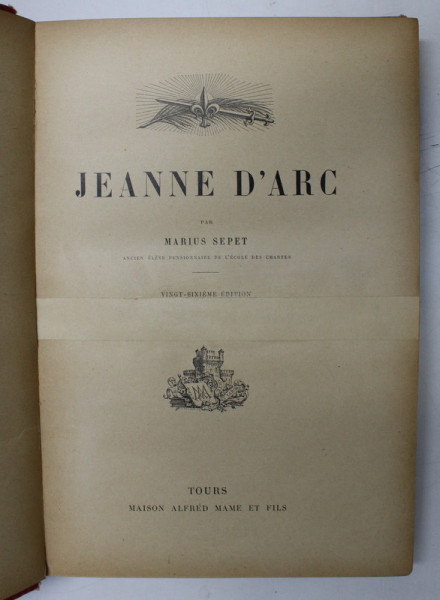 JEANNE D'ARC
PAR
MARIUS SEPET
ANCIEN ÉLÈVE PENSIONNAIRE DE L'ÉCOLE DES CHARTES
VINGT-SIXIÈME ÉDITION
TOURS
MAISON ALFRED MAME ET FILS